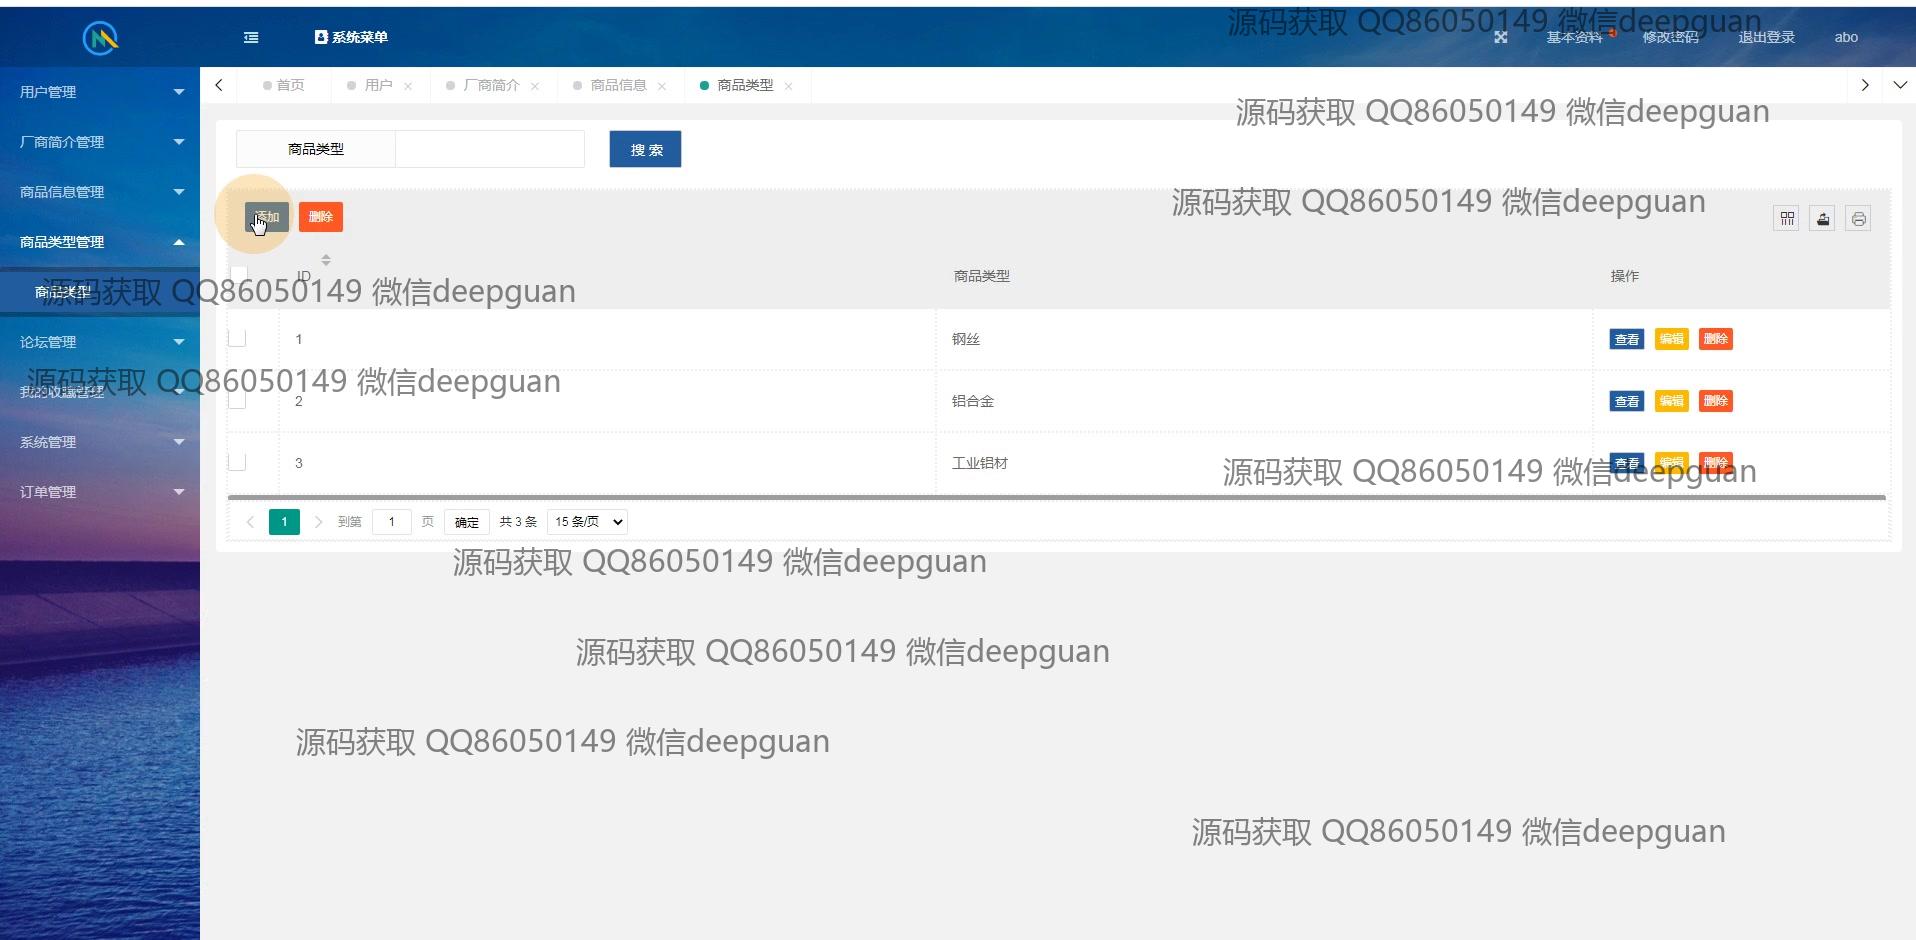 源码获取 QQ86050149 微信deepguan
系统菜单
基本资料
修改密码
退出登录
abo
用户管理
厂商简介管理
商品信息管理
商品类型管理
商品类型
论坛管理
我的收藏管理
系统管理
订单管理
首页
用户
厂商简介
商品信息
商品类型
源码获取 QQ86050149 微信deepguan
商品类型
搜索
源码获取 QQ86050149 微信deepguan
添加
删除
ID
商品类型
操作
源码获取 QQ86050149 微信deepguan
1
钢丝
查看
编辑
删除
源码获取 QQ86050149 微信deepguan
2
铝合金
查看
编辑
删除
3
工业铝材
查看
编辑
删除
源码获取 QQ86050149 微信deepguan
1
到第
1
页
确定
共 3 条
15 条/页
源码获取 QQ86050149 微信deepguan
源码获取 QQ86050149 微信deepguan
源码获取 QQ86050149 微信deepguan
源码获取 QQ86050149 微信deepguan